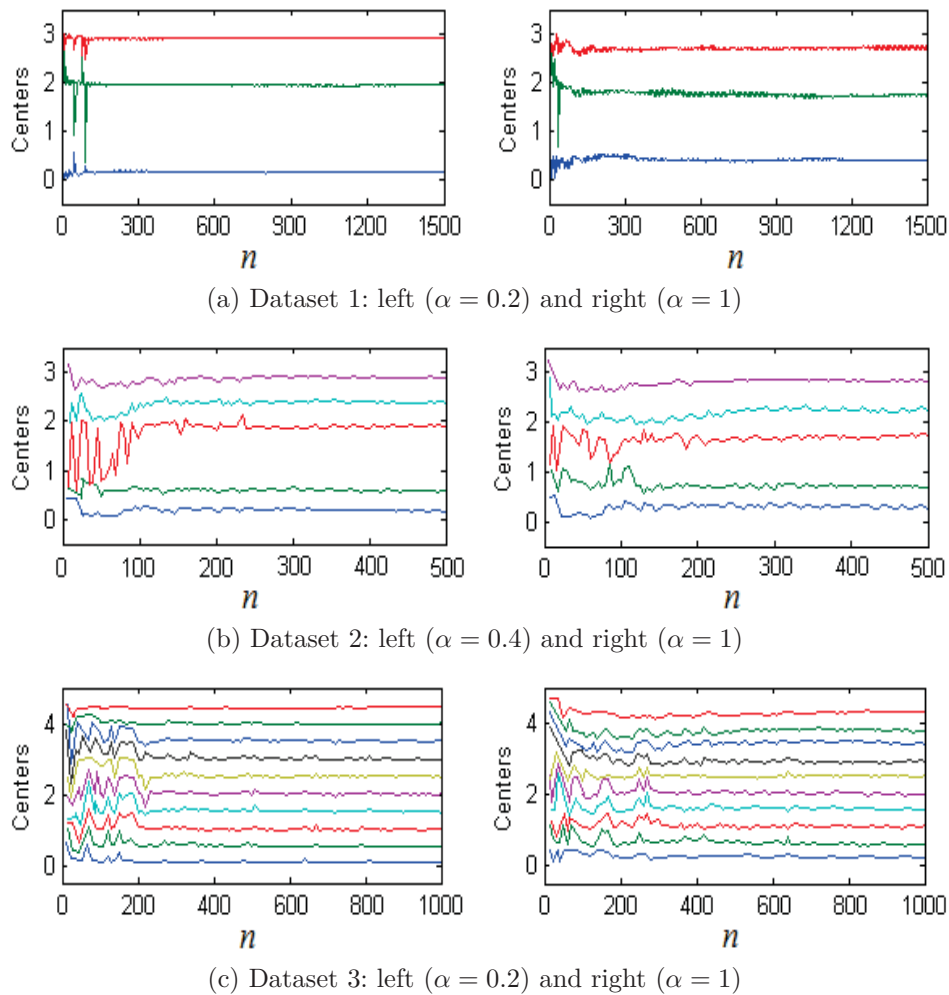 Centers
3
2
1
0
0 300 600 900 1200 1500
n
Centers
3
2
1
0
0 300 600 900 1200 1500
n
(a) Dataset 1: left (α = 0.2) and right (α = 1)
Centers
3
2
1
0
0 100 200 300 400 500
n
Centers
3
2
1
0
0 100 200 300 400 500
n
(b) Dataset 2: left (α = 0.4) and right (α = 1)
Centers
4
2
0
0 200 400 600 800 1000
n
Centers
4
2
0
0 200 400 600 800 1000
n
(c) Dataset 3: left (α = 0.2) and right (α = 1)